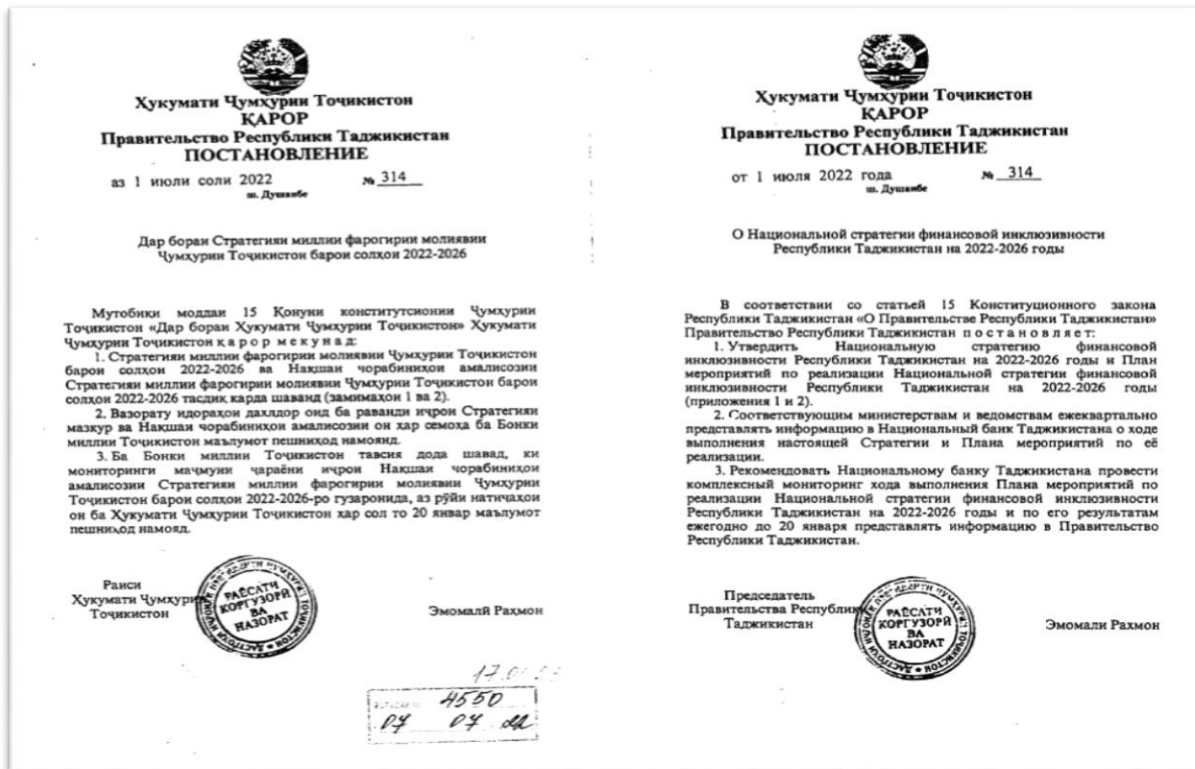 Ҳукумати Ҷумҳурии Тоҷикистон
ҚАРОР
Правительство Республики Таджикистан
ПОСТАНОВЛЕНИЕ
аз 1 июли соли 2022 № 314
ш. Душанбе
Дар бораи Стратегияи миллии фарогирии молиявии
Ҷумҳурии Тоҷикистон барои солҳои 2022-2026
Мутобиқи моддаи 15 Қонуни конститутсионии Ҷумҳурии
Тоҷикистон «Дар бораи Ҳукумати Ҷумҳурии Тоҷикистон» Ҳукумати
Ҷумҳурии Тоҷикистон қ а р о р м е к у н а д:
1. Стратегияи миллии фарогирии молиявии Ҷумҳурии Тоҷикистон
барои солҳои 2022-2026 ва Нақшаи чорабиниҳои амалисозии
Стратегияи миллии фарогирии молиявии Ҷумҳурии Тоҷикистон барои
солҳои 2022-2026 тасдиқ карда шаванд (замимаҳои 1 ва 2).
2. Вазорату идораҳои дахлдор оид ба раванди иҷрои Стратегияи
мазкур ва Нақшаи чорабиниҳои амалисозии он ҳар семоҳа ба Бонки
миллии Тоҷикистон маълумот пешниҳод намоянд.
3. Ба Бонки миллии Тоҷикистон тавсия дода шавад, ки
мониторинги маҷмуии ҷараёни иҷрои Нақшаи чорабиниҳои
амалисозии Стратегияи миллии фарогирии молиявии Ҷумҳурии
Тоҷикистон барои солҳои 2022-2026-ро гузаронида, аз рӯйи натиҷаҳои
он ба Ҳукумати Ҷумҳурии Тоҷикистон ҳар сол то 20 январ маълумот
пешниҳод намояд.
Раиси
Ҳукумати Ҷумҳурии
Тоҷикистон
Эмомалӣ Раҳмон
РАЁСАТИ
КОРГУЗОРӢ
ВА
НАЗОРАТ
4550
07 07 22
Ҳукумати Ҷумҳурии Тоҷикистон
ҚАРОР
Правительство Республики Таджикистан
ПОСТАНОВЛЕНИЕ
от 1 июля 2022 года № 314
ш. Душанбе
О Национальной стратегии финансовой инклюзивности
Республики Таджикистан на 2022-2026 годы
В соответствии со статьей 15 Конституционного закона
Республики Таджикистан «О Правительстве Республики Таджикистан»
Правительство Республики Таджикистан п о с т а н о в л я е т:
1. Утвердить Национальную стратегию финансовой
инклюзивности Республики Таджикистан на 2022-2026 годы и План
мероприятий по реализации Национальной стратегии финансовой
инклюзивности Республики Таджикистан на 2022-2026 годы
(приложения 1 и 2).
2. Соответствующим министерствам и ведомствам ежеквартально
представлять информацию в Национальный банк Таджикистана о ходе
выполнения настоящей Стратегии и Плана мероприятий по её
реализации.
3. Рекомендовать Национальному банку Таджикистана провести
комплексный мониторинг хода выполнения Плана мероприятий по
реализации Национальной стратегии финансовой инклюзивности
Республики Таджикистан на 2022-2026 годы и по его результатам
ежегодно до 20 января представлять информацию в Правительство
Республики Таджикистан.
Председатель
Правительства Республики
Таджикистан
Эмомали Рахмон
РАЁСАТИ
КОРГУЗОРӢ
ВА
НАЗОРАТ